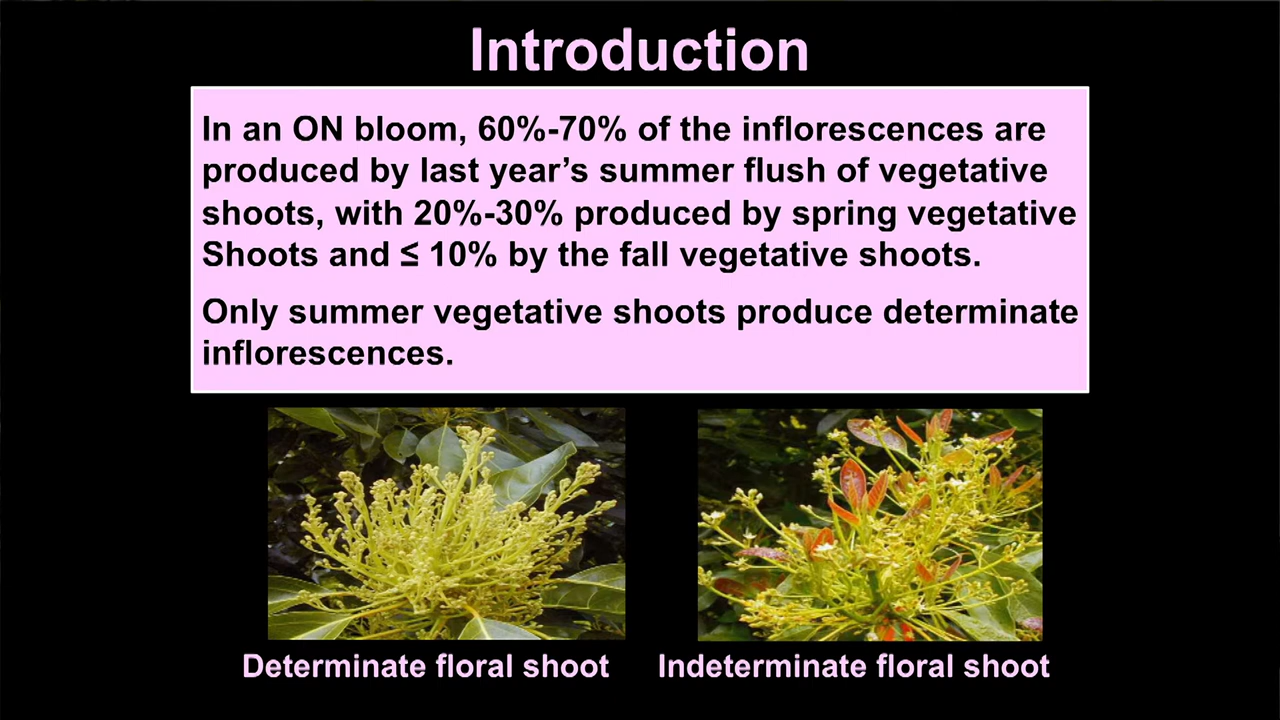 Introduction
In an ON bloom, 60%-70% of the inflorescences are
produced by last year’s summer flush of vegetative
shoots, with 20%-30% produced by spring vegetative
Shoots and ≤ 10% by the fall vegetative shoots.
Only summer vegetative shoots produce determinate
inflorescences.
Determinate floral shoot
Indeterminate floral shoot